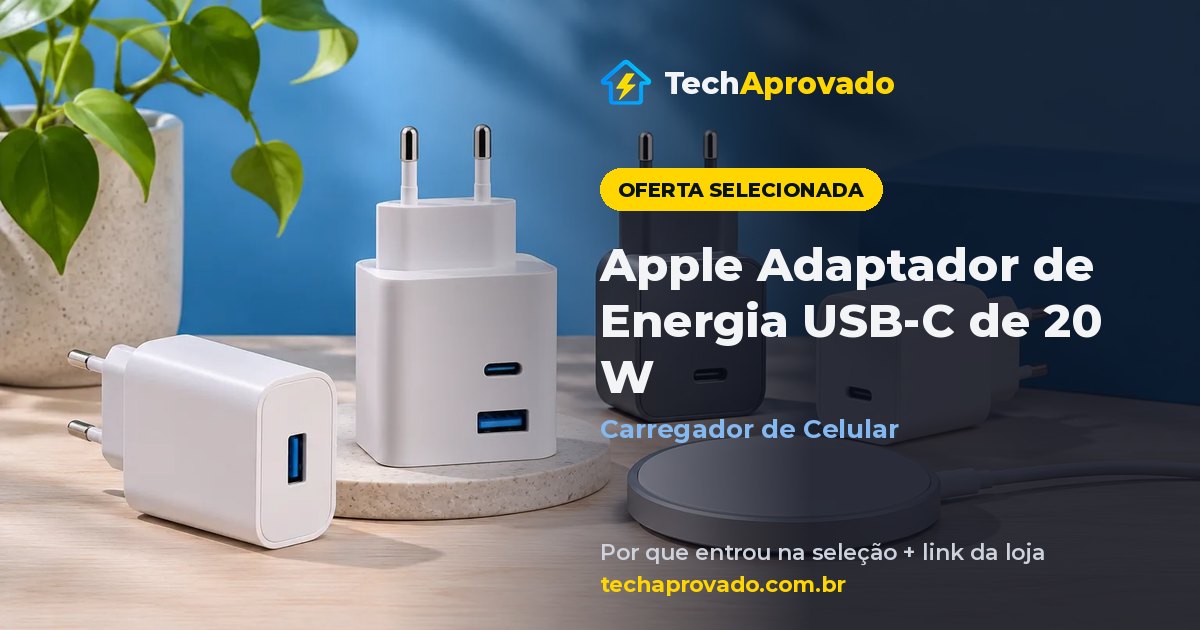 TechAprovado
OFERTA SELECIONADA
Apple Adaptador de
Energia USB-C de 20
W
Carregador de Celular
Por que entrou na seleção + link da loja
techaprovado.com.br